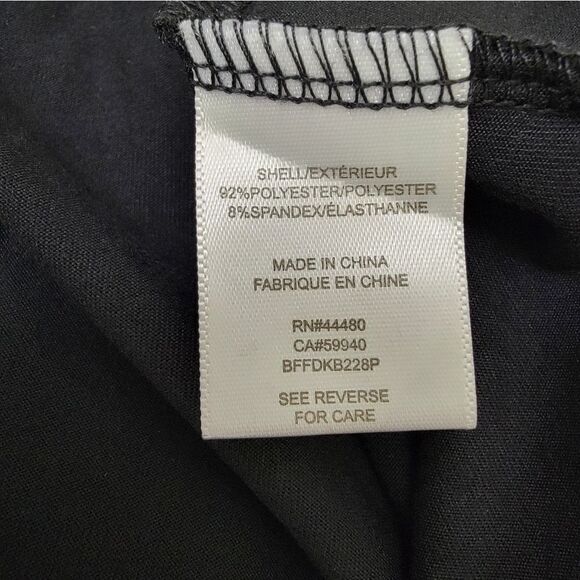 SHELL/EXTÉRIEUR
92%POLYESTER/POLYESTER
8%SPANDEX/ÉLASTHANNE
MADE IN CHINA
FABRIQUE EN CHINE
RN#44480
CA#59940
BFFDKB228P
SEE REVERSE
FOR CARE